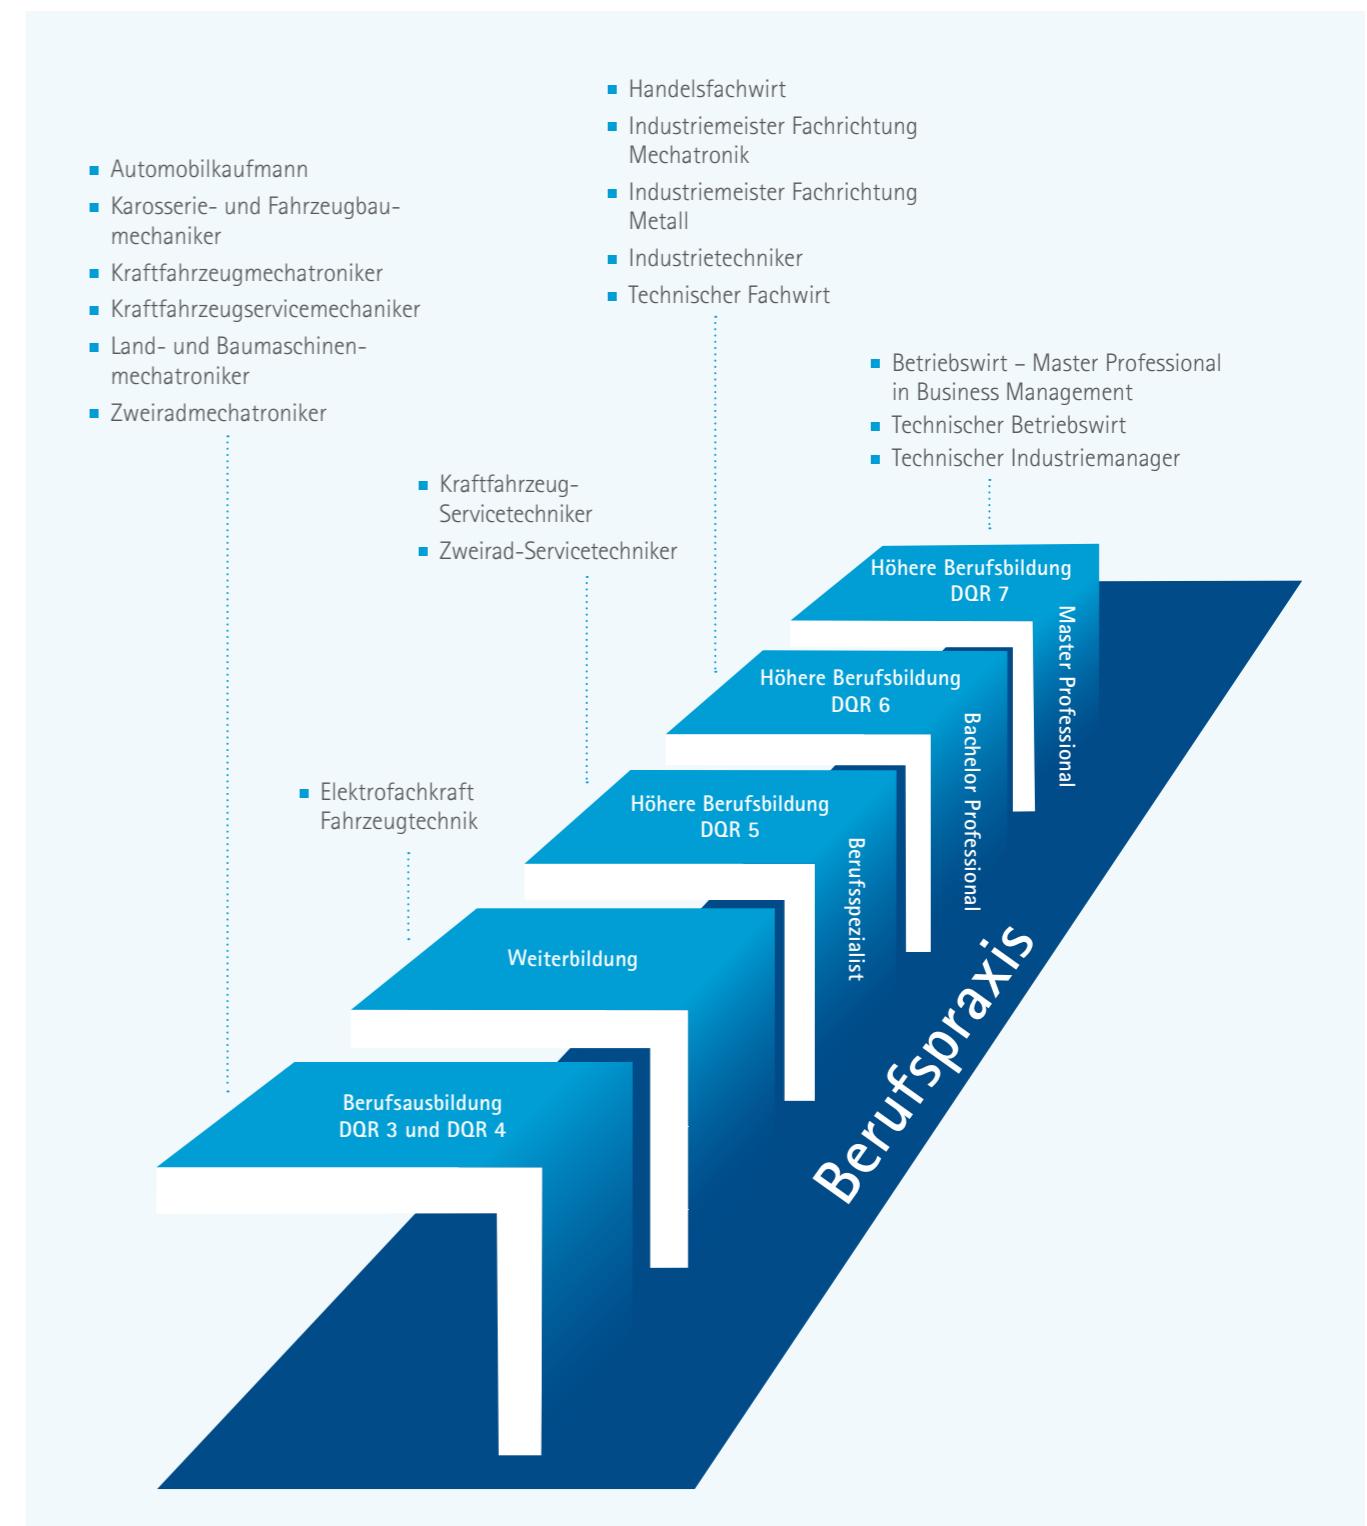 Handelsfachwirt
Industriemeister Fachrichtung
Mechatronik
Industriemeister Fachrichtung
Metall
Industrietechniker
Technischer Fachwirt
Automobilkaufmann
Karosserie- und Fahrzeugbau-
mechaniker
Kraftfahrzeugmechatroniker
Kraftfahrzeugservicemechaniker
Land- und Baumaschinen-
mechatroniker
Zweiradmechatroniker
Betriebswirt – Master Professional
in Business Management
Technischer Betriebswirt
Technischer Industriemanager
Kraftfahrzeug-
Servicetechniker
Zweirad-Servicetechniker
Elektrofachkraft
Fahrzeugtechnik
Höhere Berufsbildung
DQR 7
Master Professional
Höhere Berufsbildung
DQR 6
Bachelor Professional
Höhere Berufsbildung
DQR 5
Berufsspezialist
Weiterbildung
Berufsausbildung
DQR 3 und DQR 4
Berufspraxis